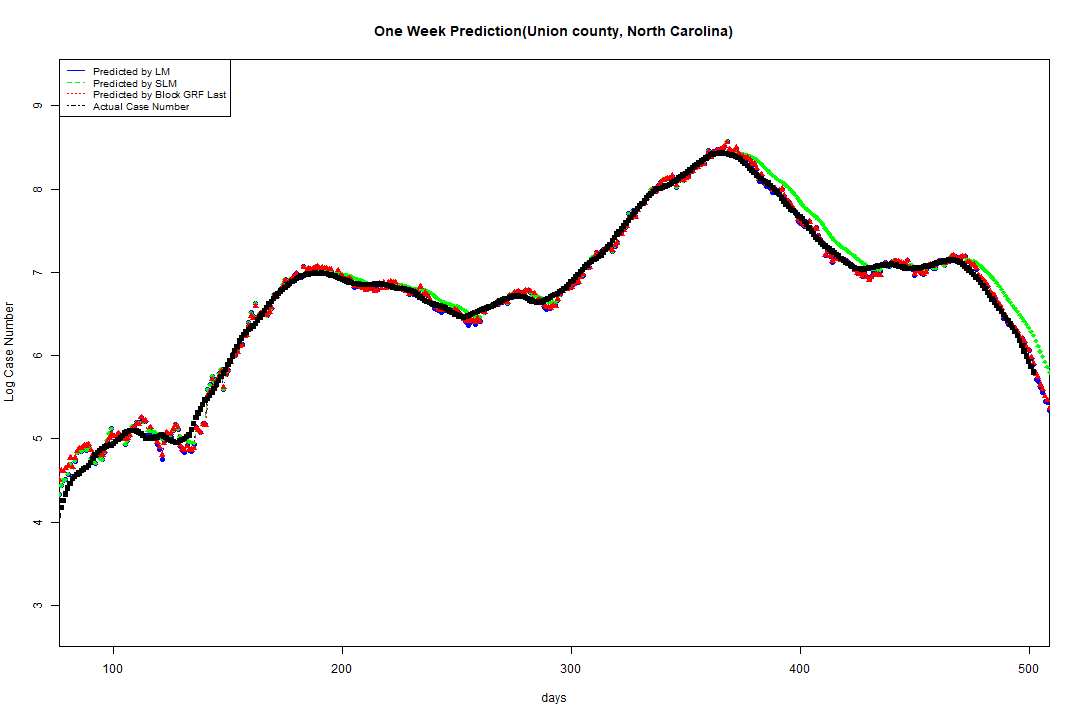 One Week Prediction(Union county, North Carolina)
Predicted by LM
Predicted by SLM
Predicted by Block GRF Last
Actual Case Number
9
8
7
6
5
4
3
Log Case Number
100 200 300 400 500
days